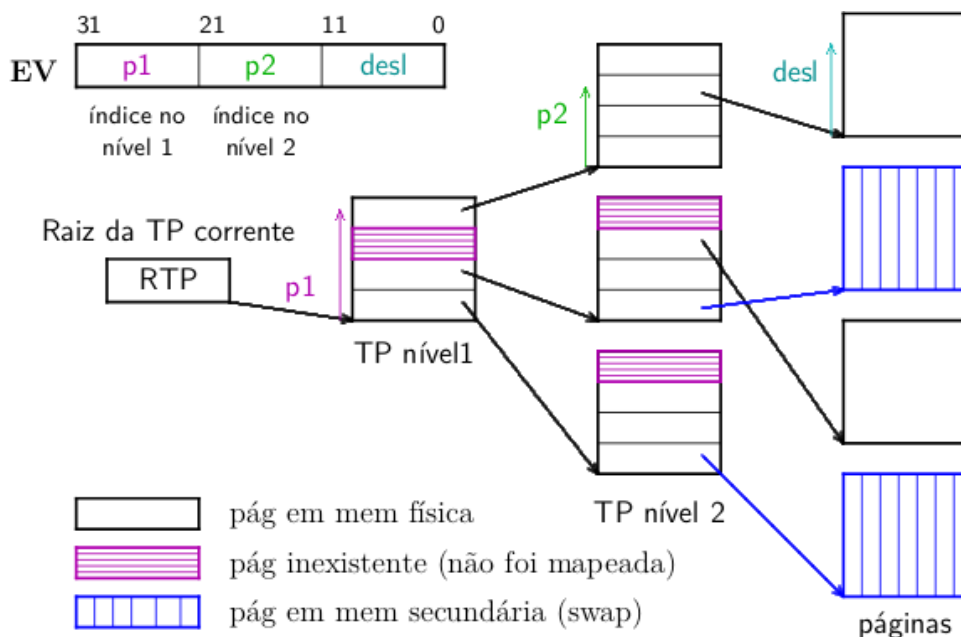 31 21 11 0
EV p1 p2 desl
índice no nível 1
índice no nível 2
Raiz da TP corrente
RTP
p1
TP nível1
p2
TP nível 2
desl
páginas
pág em mem física
pág inexistente (não foi mapeada)
pág em mem secundária (swap)